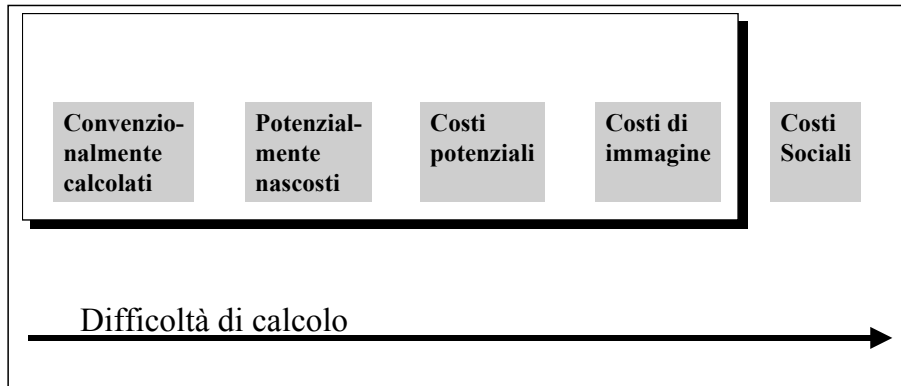 Convenzio-
nalmente
calcolati
Potenzial-
mente
nascosti
Costi
potenziali
Costi di
immagine
Costi
Sociali
Difficoltà di calcolo